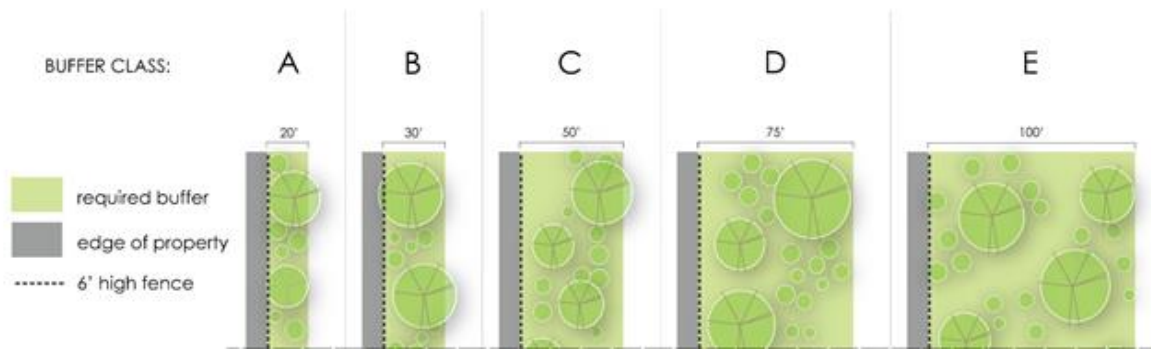 BUFFER CLASS: A B C D E
20' 30' 50' 75' 100'
required buffer
edge of property
6' high fence